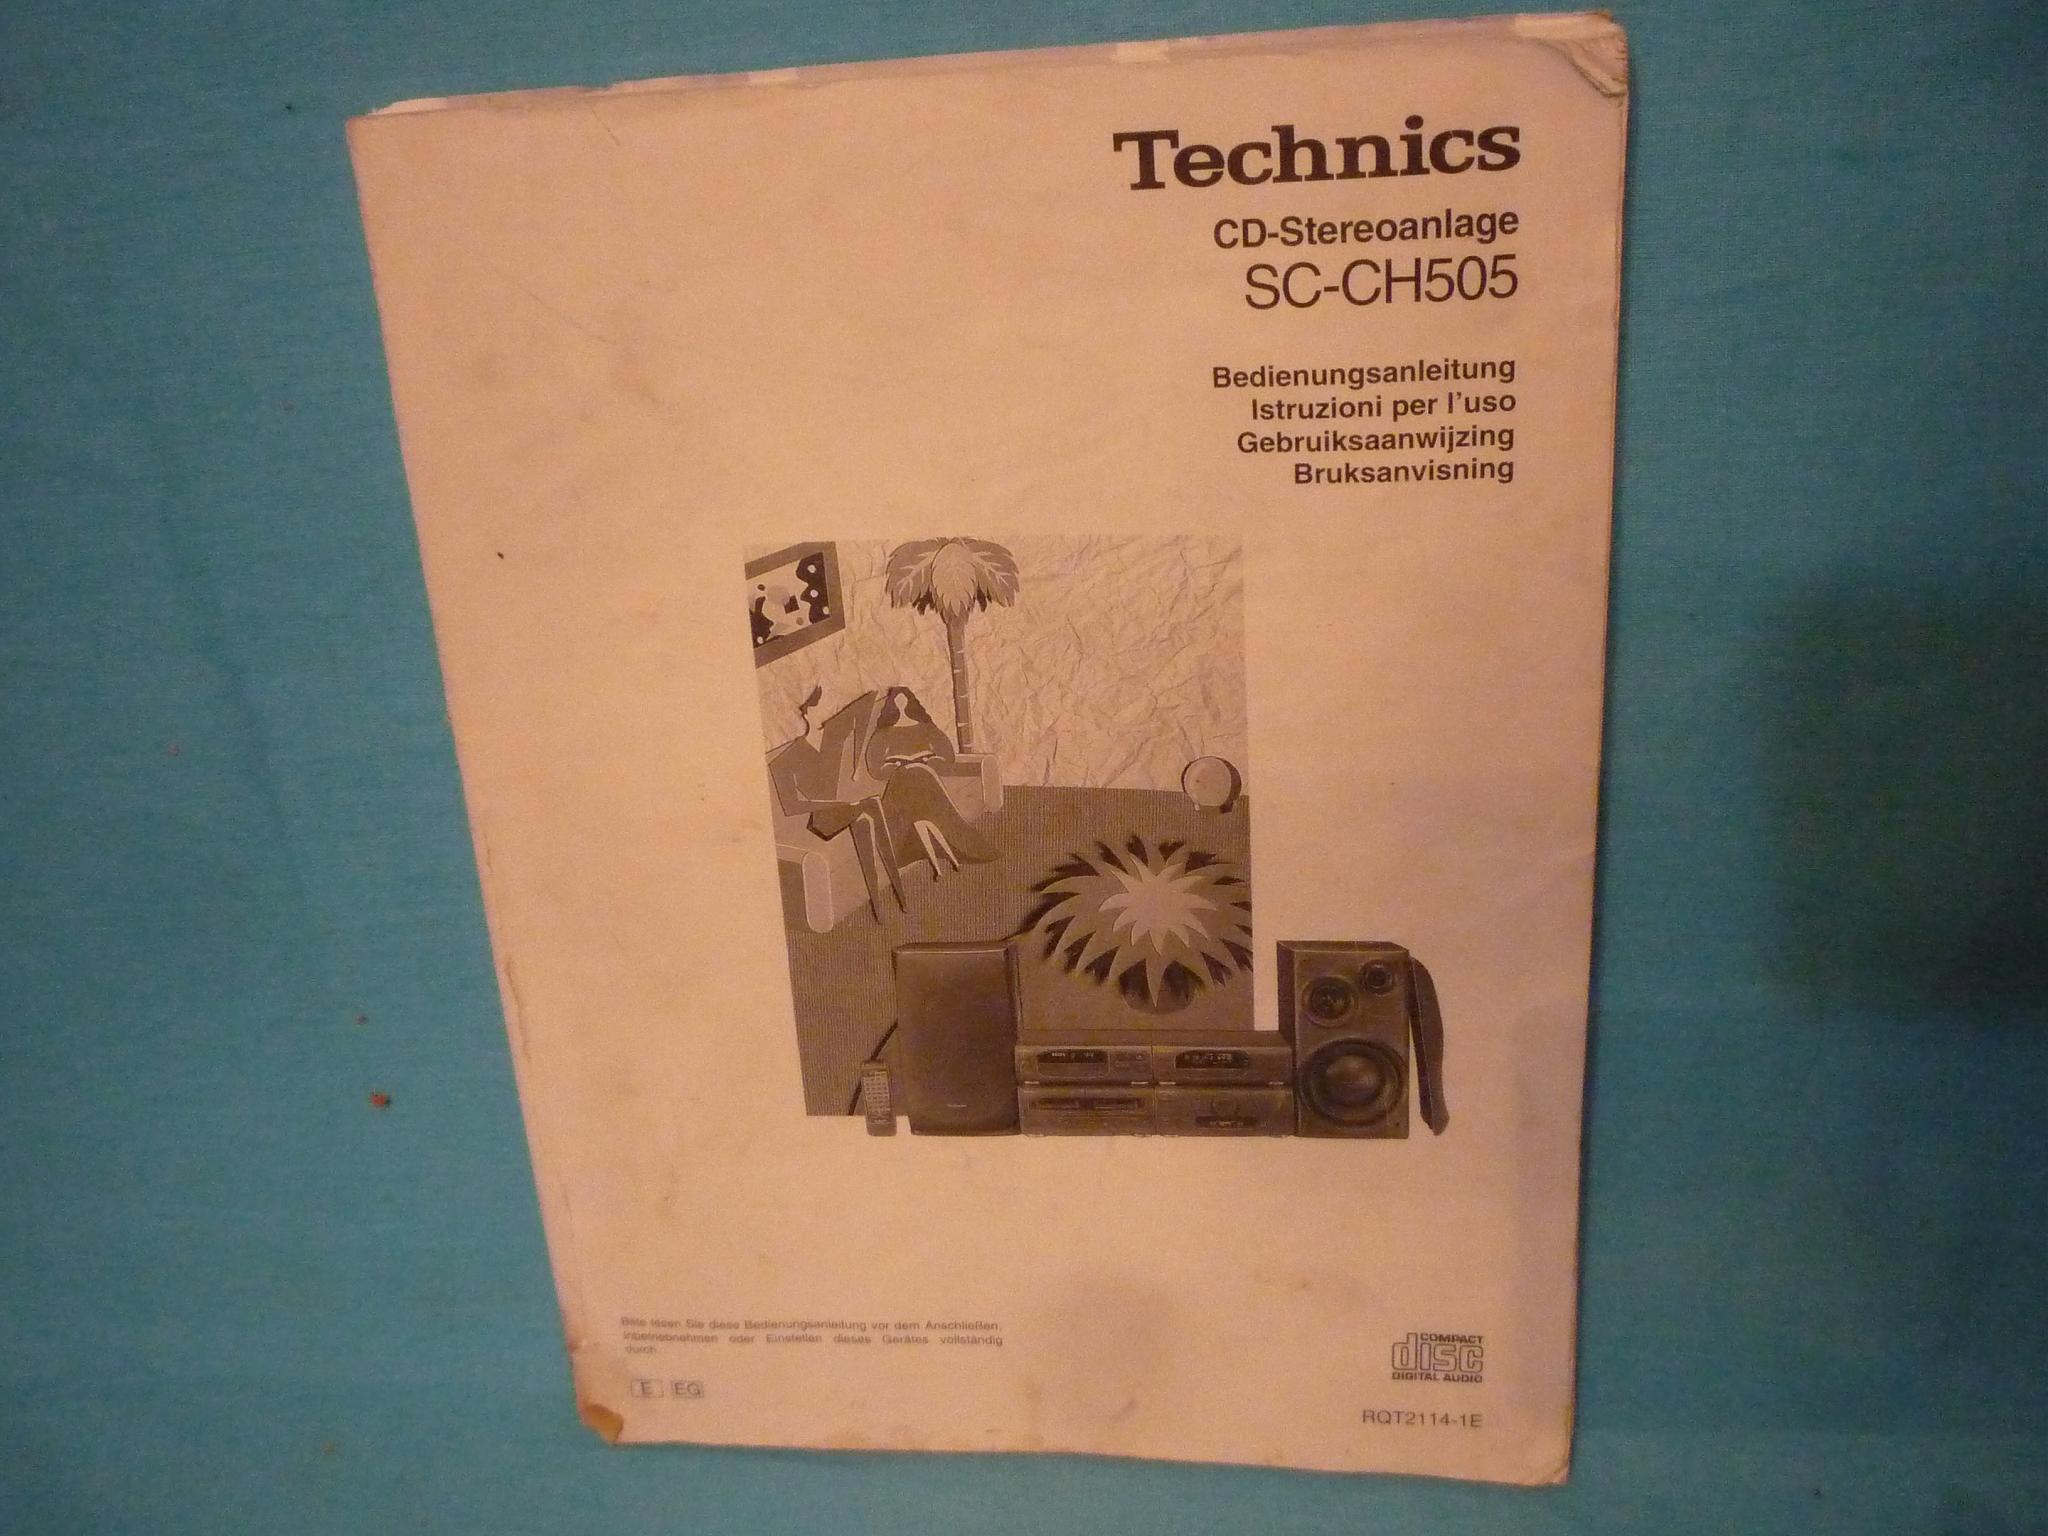 Technics
CD-Stereoanlage
SC-CH505
Bedienungsanleitung
Istruzioni per l'uso
Gebruiksaanwijzing
Bruksanvisning
Bitte lesen Sie diese Bedienungsanleitung vor dem Anschließen,
Inbetriebnehmen oder Einstellen dieses Gerätes vollständig
durch.
E EG
COMPACT
disc
DIGITAL AUDIO
RQT2114-1E